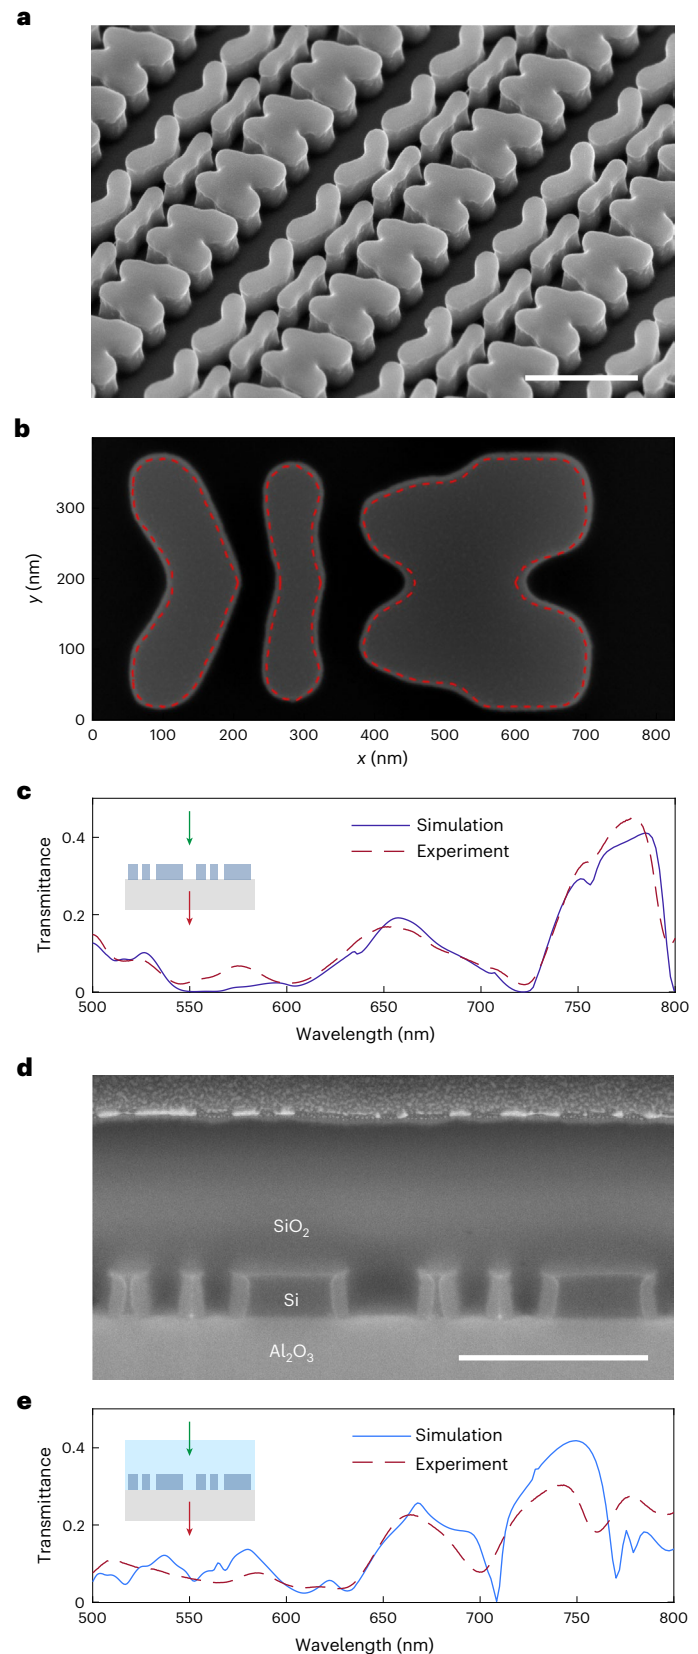 a
b
300
200
100
0
y (nm)
0 100 200 300 400 500 600 700 800
x (nm)
c
0.4
0.2
0
Transmittance
Simulation
Experiment
500 550 600 650 700 750 800
Wavelength (nm)
d
SiO2
Si
Al2O3
e
0.4
0.2
0
Transmittance
Simulation
Experiment
500 550 600 650 700 750 800
Wavelength (nm)